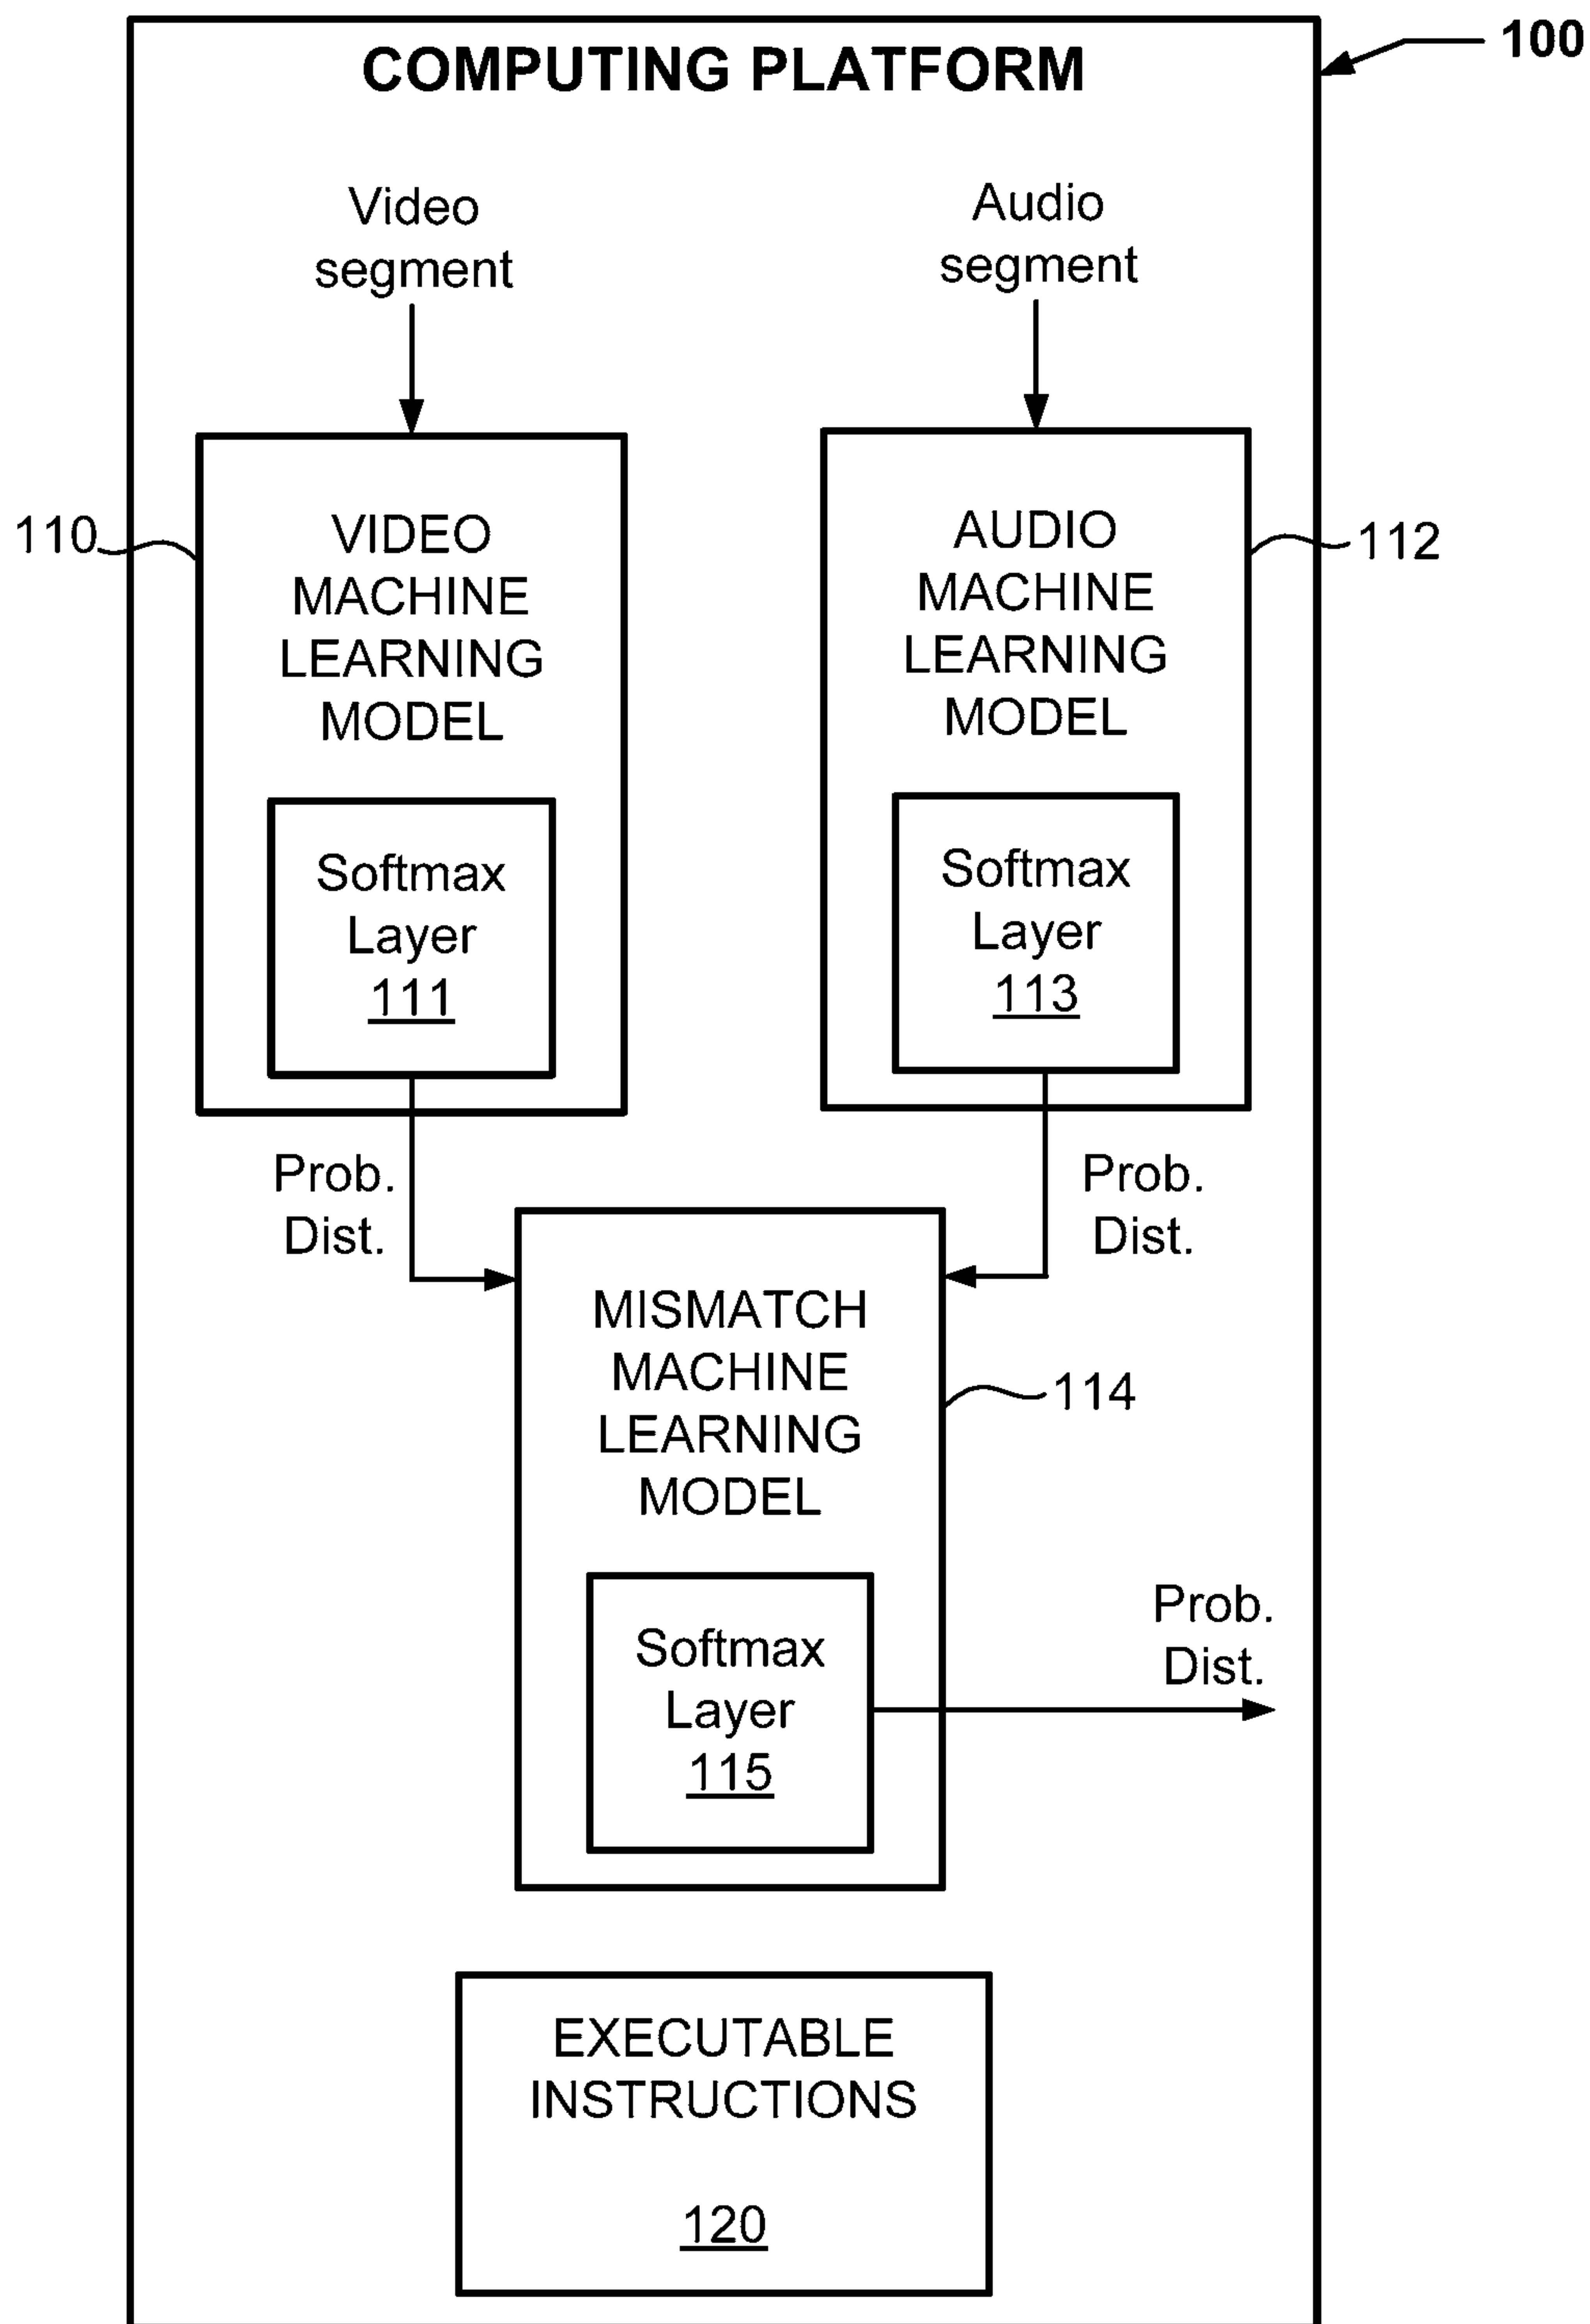 COMPUTING PLATFORM
100
Video
segment
Audio
segment
110
VIDEO
MACHINE
LEARNING
MODEL
Softmax
Layer
111
AUDIO
MACHINE
LEARNING
MODEL
112
Softmax
Layer
113
Prob.
Dist.
Prob.
Dist.
MISMATCH
MACHINE
LEARNING
MODEL
114
Softmax
Layer
115
Prob.
Dist.
EXECUTABLE
INSTRUCTIONS
120